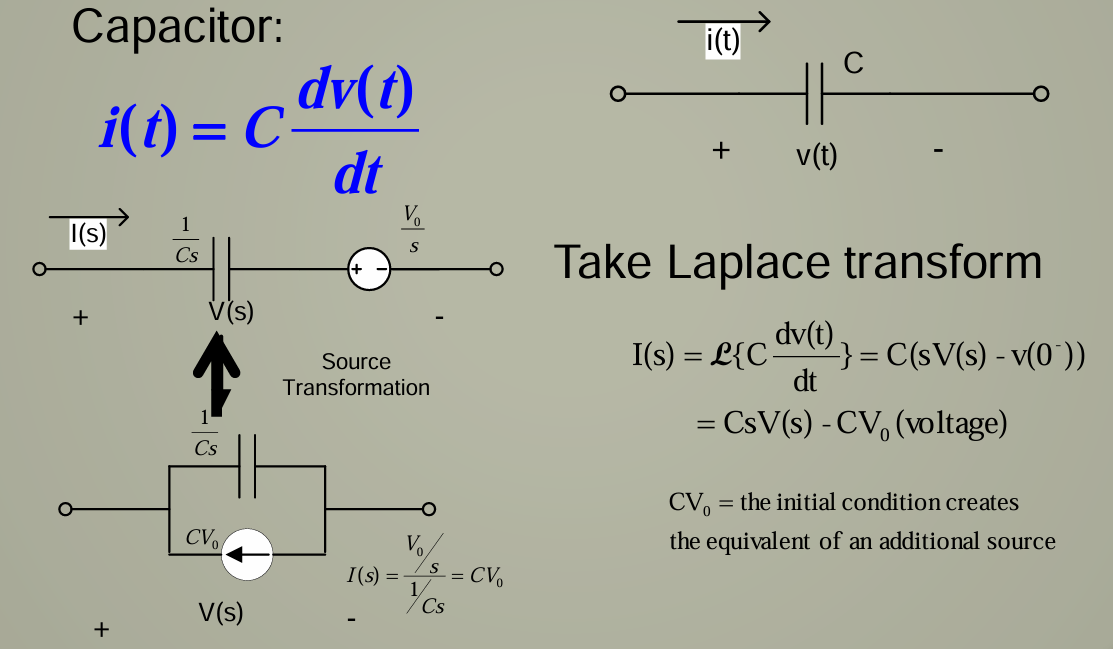 Capacitor:
i(t) = C dv(t)/dt
i(t)
C
+ v(t) -
I(s)
1/Cs
V₀/s
+ -
+ V(s) -
Source
Transformation
1/Cs
CV₀
I(s) = (V₀/s)/(1/Cs) = CV₀
+ V(s) -
Take Laplace transform
I(s) = ℒ{C dv(t)/dt} = C(sV(s) - v(0⁻))
= CsV(s) - CV₀ (voltage)
CV₀ = the initial condition creates
the equivalent of an additional source